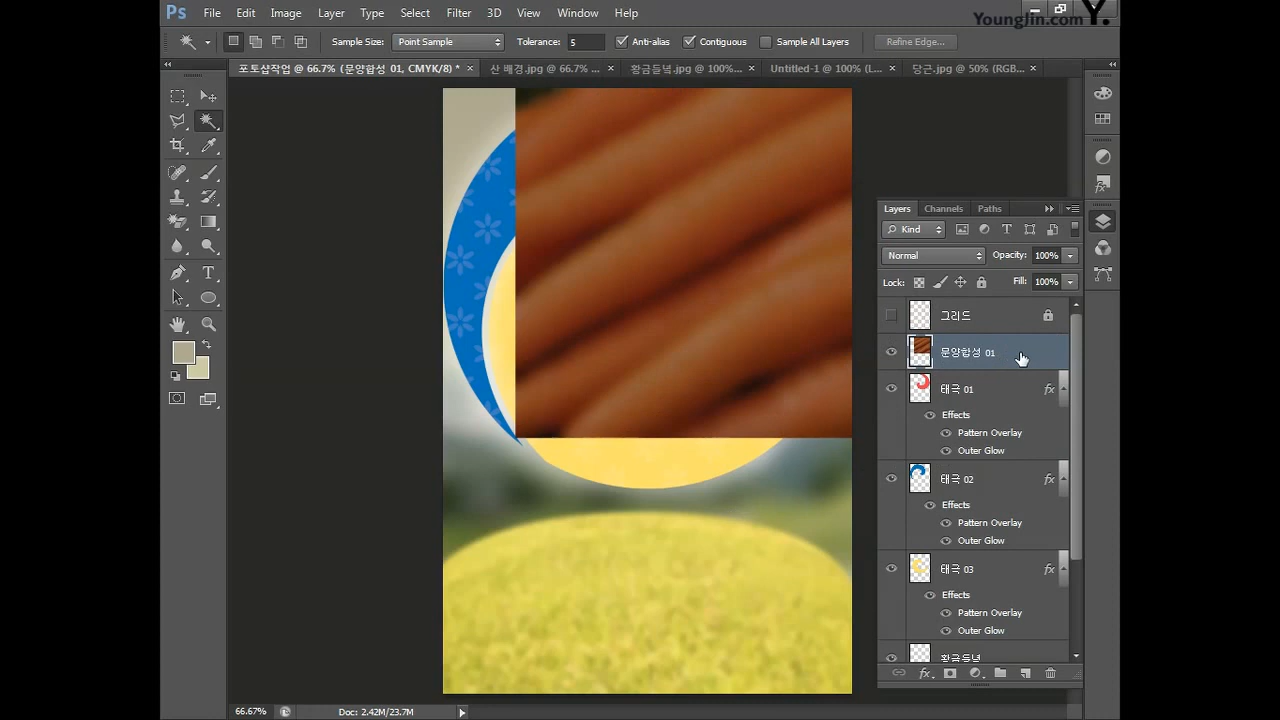 Ps File Edit Image Layer Type Select Filter 3D View Window Help
YoungJin.com Y.
Sample Size: Point Sample Tolerance: 5 Anti-alias Contiguous Sample All Layers Refine Edge...
포토샵작업 @ 66.7% (문양합성 01, CMYK/8) * × 산 배경.jpg @ 66.7% ... × 황금들녘.jpg @ 100%... × Untitled-1 @ 100% (L... × 당근.jpg @ 50% (RGB... ×
Layers Channels Paths
Kind
Normal Opacity: 100%
Lock: Fill: 100%
그리드
문양합성 01
태극 01 fx
Effects
Pattern Overlay
Outer Glow
태극 02 fx
Effects
Pattern Overlay
Outer Glow
태극 03 fx
Effects
Pattern Overlay
Outer Glow
황금들녘
fx
66.67% Doc: 2.42M/23.7M